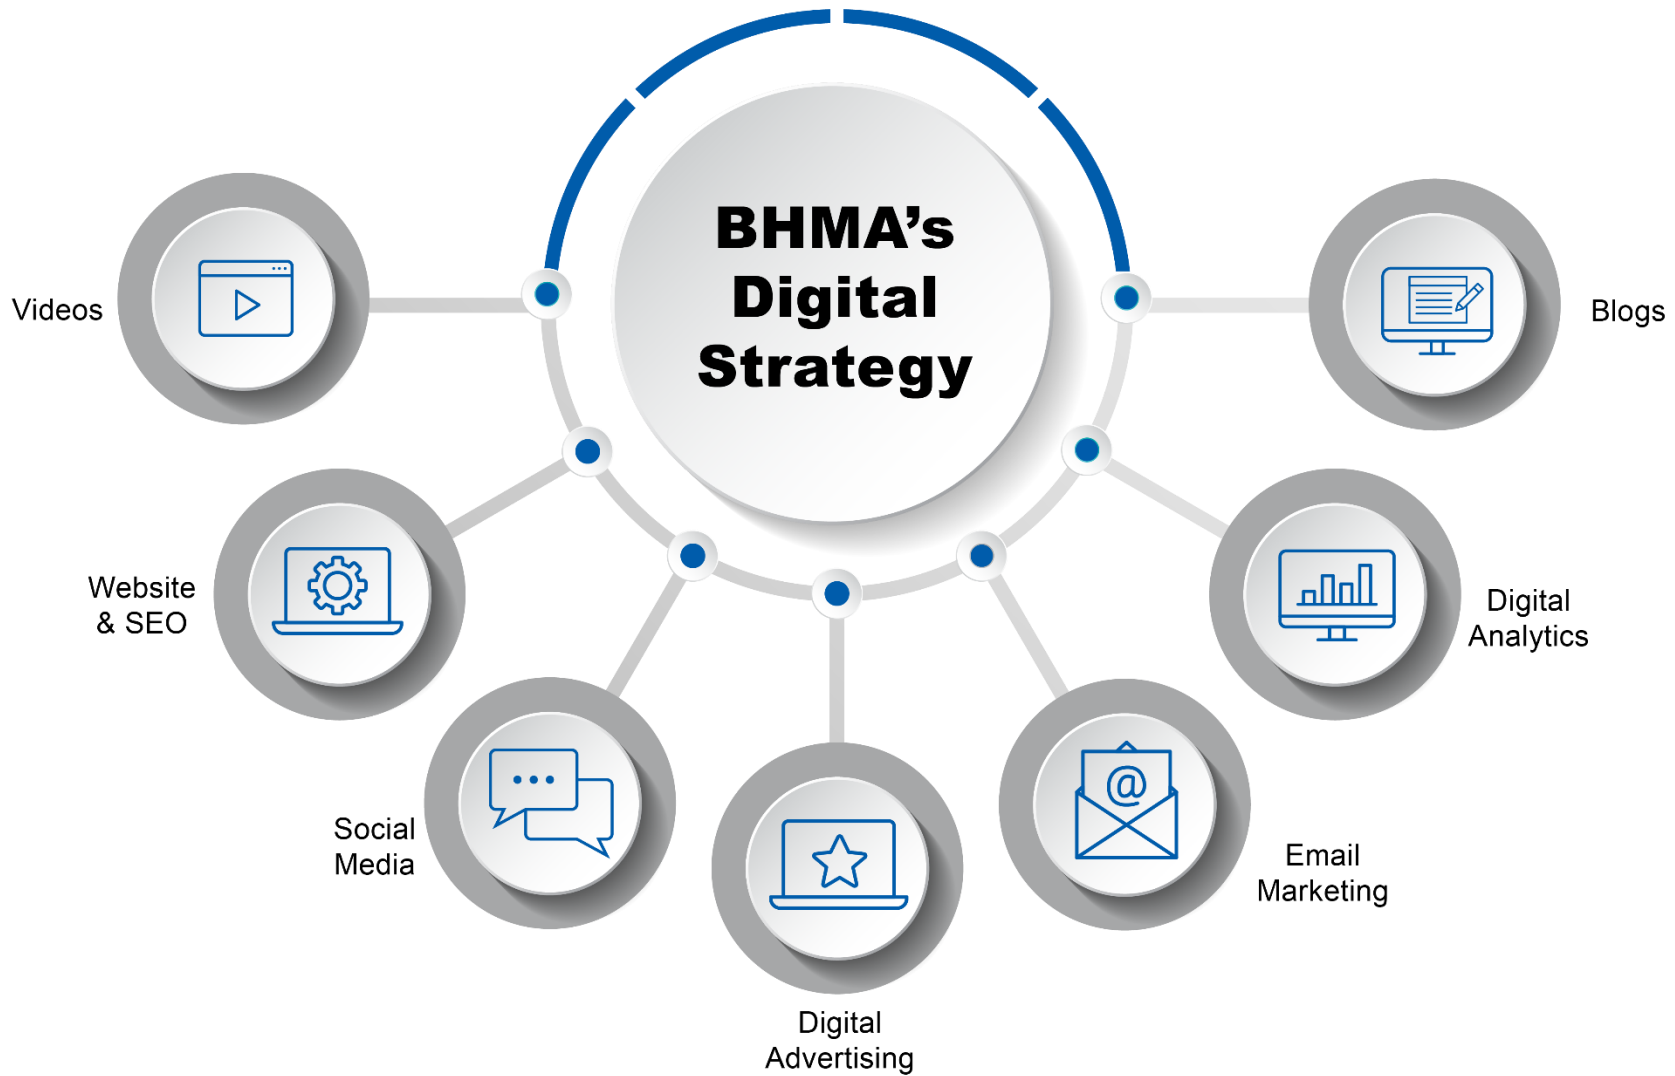 BHMA's
Digital
Strategy
Videos
Website
& SEO
Social
Media
Digital
Advertising
@
Email
Marketing
Digital
Analytics
Blogs